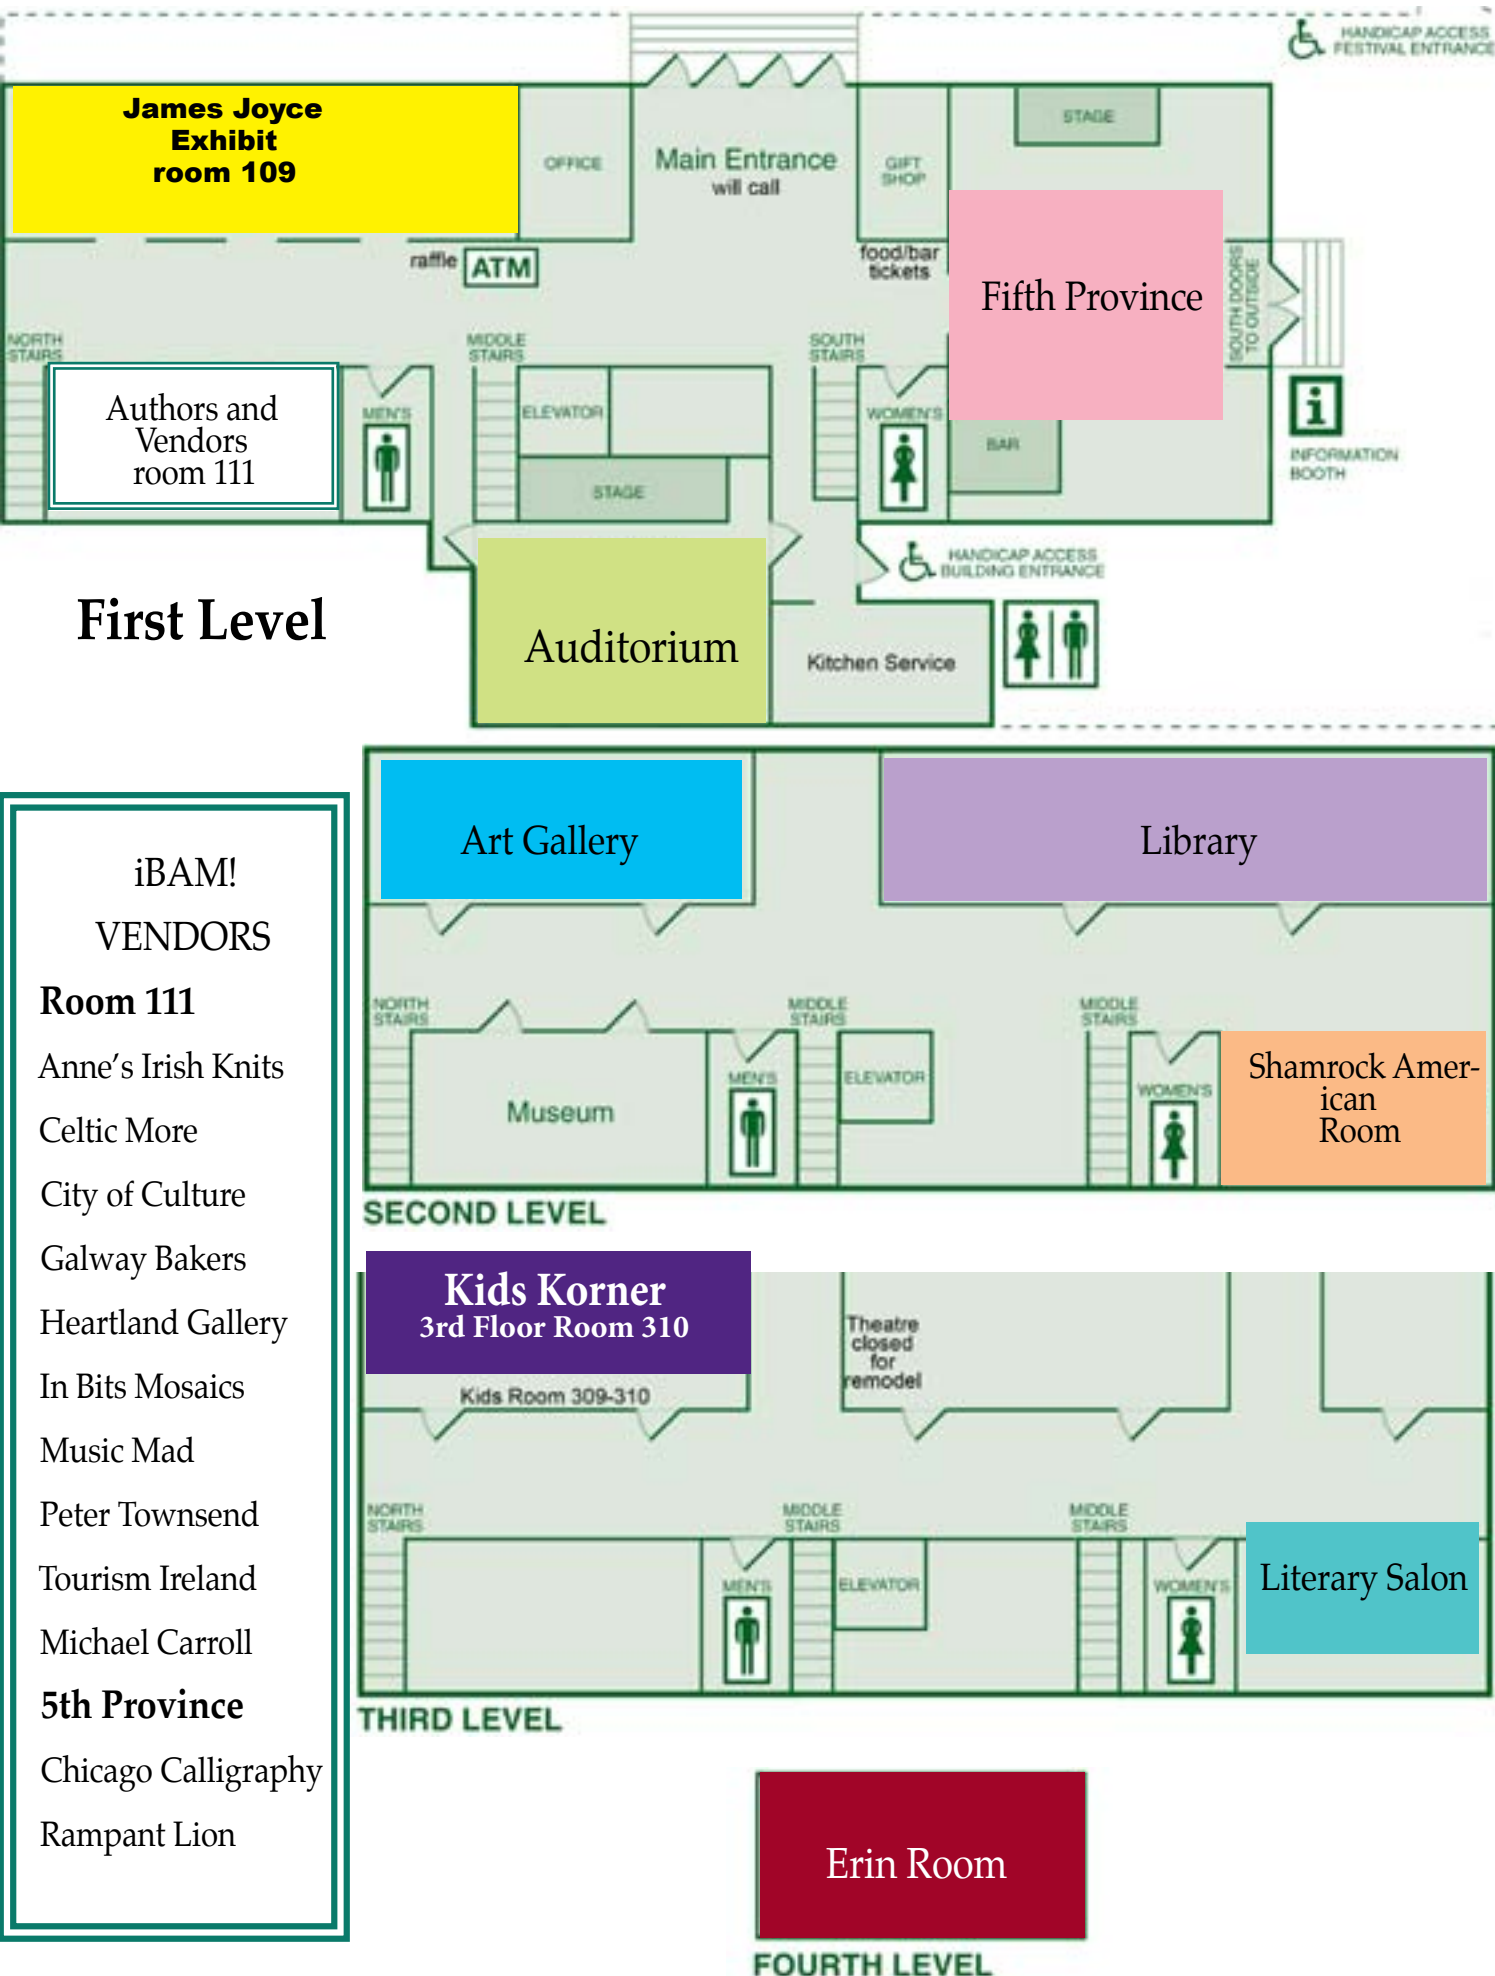 HANDICAP ACCESS
FESTIVAL ENTRANCE
James Joyce
Exhibit
room 109
OFFICE
Main Entrance
will call
GIFT
SHOP
STAGE
raffle
ATM
food/bar
tickets
Fifth Province
SOUTH DOORS
TO OUTSIDE
NORTH
STAIRS
MIDDLE
STAIRS
SOUTH
STAIRS
Authors and
Vendors
room 111
MEN'S
ELEVATOR
STAGE
WOMEN'S
BAR
i
INFORMATION
BOOTH
HANDICAP ACCESS
BUILDING ENTRANCE
First Level
Auditorium
Kitchen Service
Art Gallery
Library
NORTH
STAIRS
MIDDLE
STAIRS
MIDDLE
STAIRS
Museum
MEN'S
ELEVATOR
WOMEN'S
Shamrock Amer-
ican
Room
SECOND LEVEL
Kids Korner
3rd Floor Room 310
Kids Room 309-310
Theatre
closed
for
remodel
NORTH
STAIRS
MIDDLE
STAIRS
MIDDLE
STAIRS
MEN'S
ELEVATOR
WOMEN'S
Literary Salon
THIRD LEVEL
Erin Room
FOURTH LEVEL
iBAM!
VENDORS
Room 111
Anne's Irish Knits
Celtic More
City of Culture
Galway Bakers
Heartland Gallery
In Bits Mosaics
Music Mad
Peter Townsend
Tourism Ireland
Michael Carroll
5th Province
Chicago Calligraphy
Rampant Lion